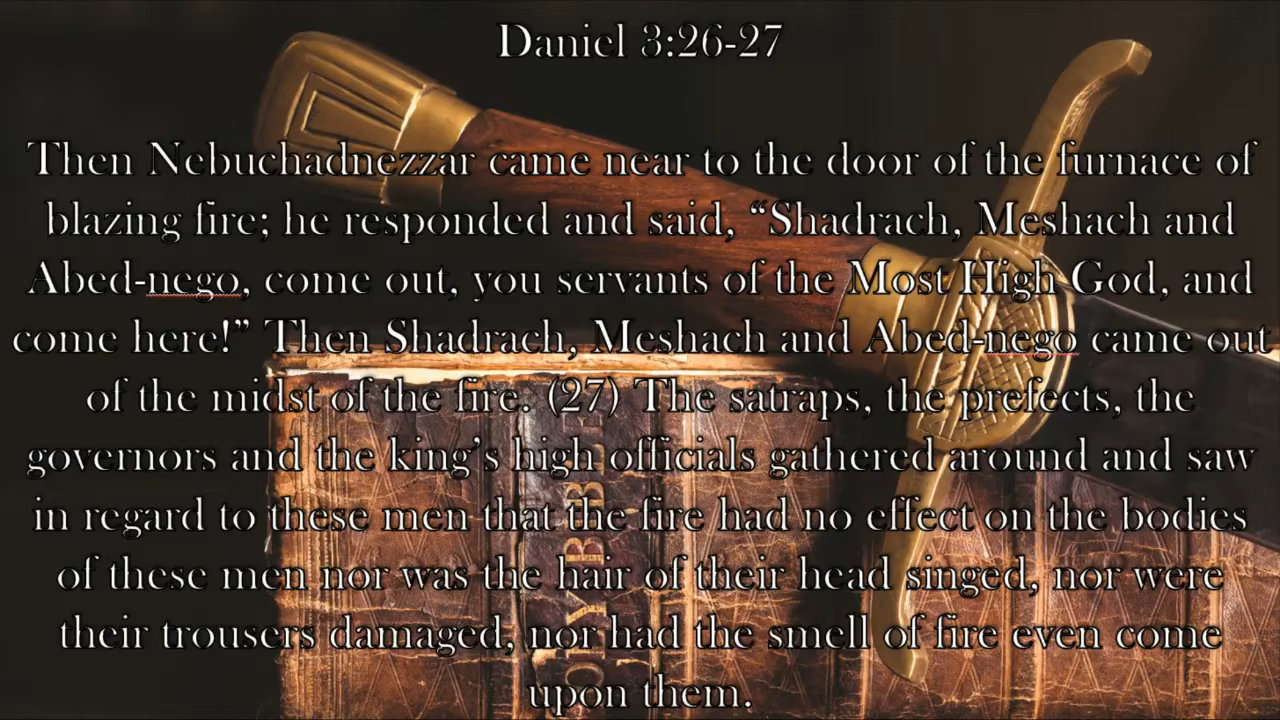 Daniel 3:26-27
Then Nebuchadnezzar came near to the door of the furnace of
blazing fire; he responded and said, “Shadrach, Meshach and
Abed-nego, come out, you servants of the Most High God, and
come here!” Then Shadrach, Meshach and Abed-nego came out
of the midst of the fire. (27) The satraps, the prefects, the
governors and the king’s high officials gathered around and saw
in regard to these men that the fire had no effect on the bodies
of these men nor was the hair of their head singed, nor were
their trousers damaged, nor had the smell of fire even come
upon them.